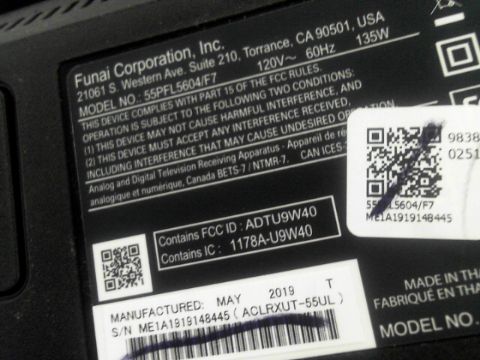 Funai Corporation, Inc.
21061 S. Western Ave. Suite 210, Torrance, CA 90501, USA
MODEL NO.: 55PFL5604/F7 120V~ 60Hz 135W
THIS DEVICE COMPLIES WITH PART 15 OF THE FCC RULES.
OPERATION IS SUBJECT TO THE FOLLOWING TWO CONDITIONS:
(1) THIS DEVICE MAY NOT CAUSE HARMFUL INTERFERENCE, AND
(2) THIS DEVICE MUST ACCEPT ANY INTERFERENCE
INCLUDING INTERFERENCE THAT MAY CAUSE UNDESIRED OPERATION.
Analog and Digital Television Receiving Apparatus - Appareil de
analogique et numérique, Canada BETS-7 / NTMR-7. CAN ICES-
9838
0251
55PFL5604/F7
ME1A1919148445
Contains FCC ID : ADTU9W40
Contains IC : 1178A-U9W40
MANUFACTURED: MAY 2019 T
S/N ME1A1919148445 (ACLRXUT-55UL)
MADE IN
FABRIQUÉ EN
MODEL NO.